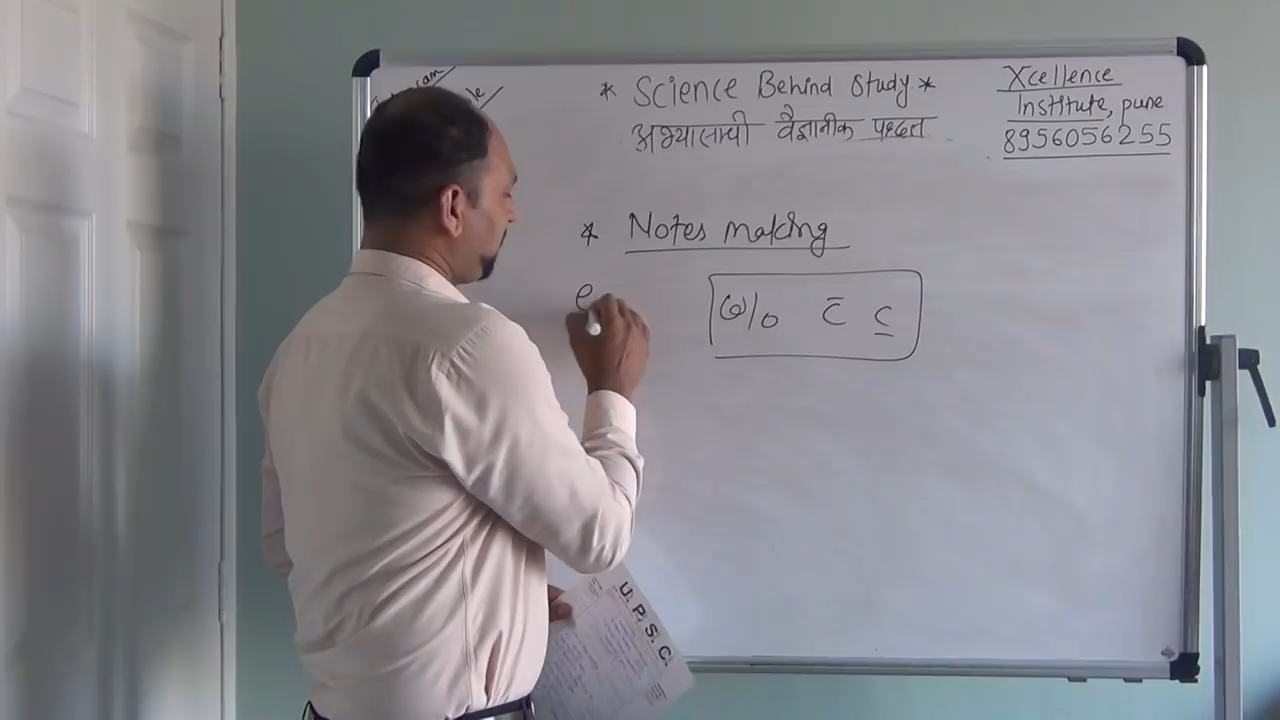 * Science Behind Study *
अभ्यासाची वैज्ञानीक पद्धत
Xcellence
Institute, pune
8956056255
* Notes making
ω/o c̄ c̲
e
U.P.S.C.